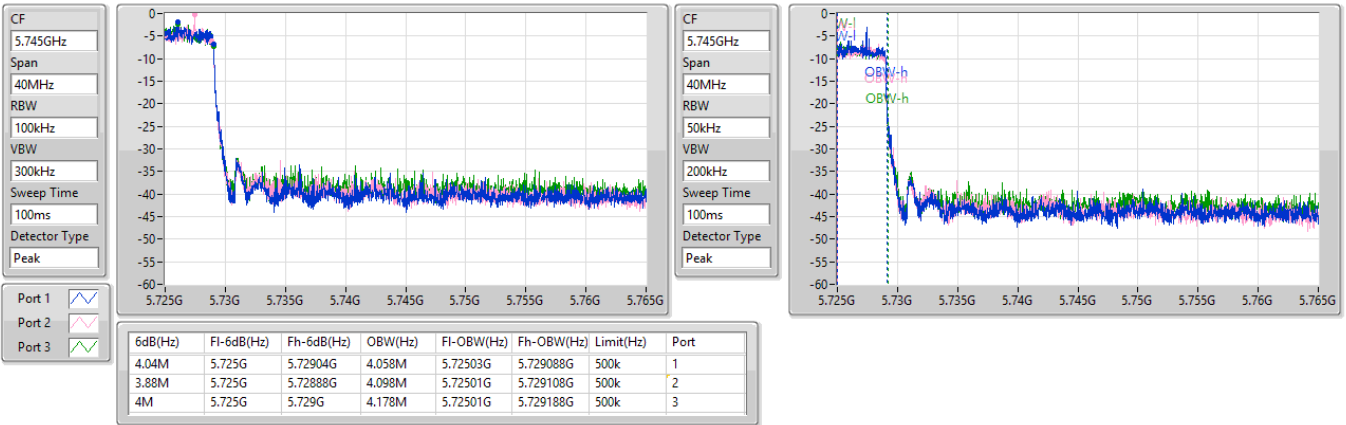 CF
5.745GHz
Span
40MHz
RBW
100kHz
VBW
300kHz
Sweep Time
100ms
Detector Type
Peak
Port 1
Port 2
Port 3
0-
-5-
-10-
-15-
-20-
-25-
-30-
-35-
-40-
-45-
-50-
-55-
-60-
5.725G 5.73G 5.735G 5.74G 5.745G 5.75G 5.755G 5.76G 5.765G
CF
5.745GHz
Span
40MHz
RBW
50kHz
VBW
200kHz
Sweep Time
100ms
Detector Type
Peak
0-
-5-
-10-
-15-
-20-
-25-
-30-
-35-
-40-
-45-
-50-
-55-
-60-
W-l
W-l
OBW-h
OBW-h
OBW-h
5.725G 5.73G 5.735G 5.74G 5.745G 5.75G 5.755G 5.76G 5.765G
6dB(Hz) Fl-6dB(Hz) Fh-6dB(Hz) OBW(Hz) Fl-OBW(Hz) Fh-OBW(Hz) Limit(Hz) Port
4.04M 5.725G 5.72904G 4.058M 5.72503G 5.729088G 500k 1
3.88M 5.725G 5.72888G 4.098M 5.72501G 5.729108G 500k 2
4M 5.725G 5.729G 4.178M 5.72501G 5.729188G 500k 3